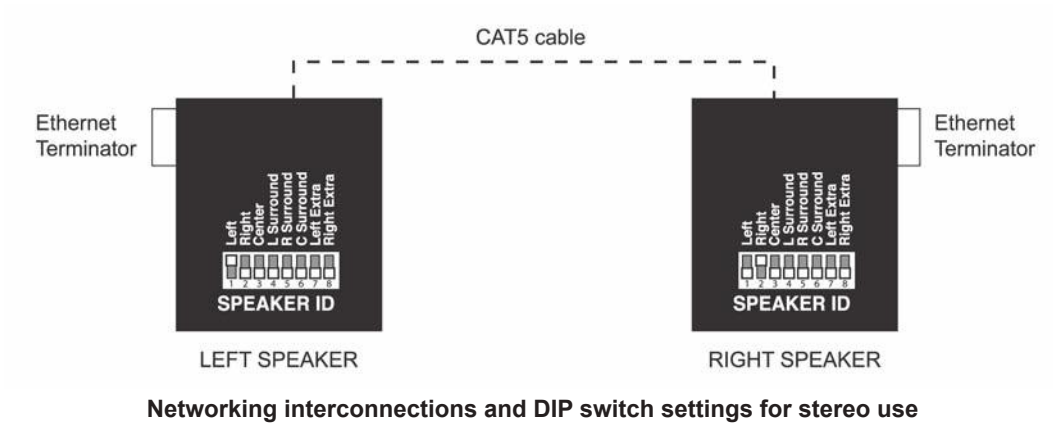 CAT5 cable
Ethernet
Terminator
Left
Right
Center
L Surround
R Surround
C Surround
Left Extra
Right Extra
1 2 3 4 5 6 7 8
SPEAKER ID
LEFT SPEAKER
Ethernet
Terminator
Left
Right
Center
L Surround
R Surround
C Surround
Left Extra
Right Extra
1 2 3 4 5 6 7 8
SPEAKER ID
RIGHT SPEAKER
Networking interconnections and DIP switch settings for stereo use